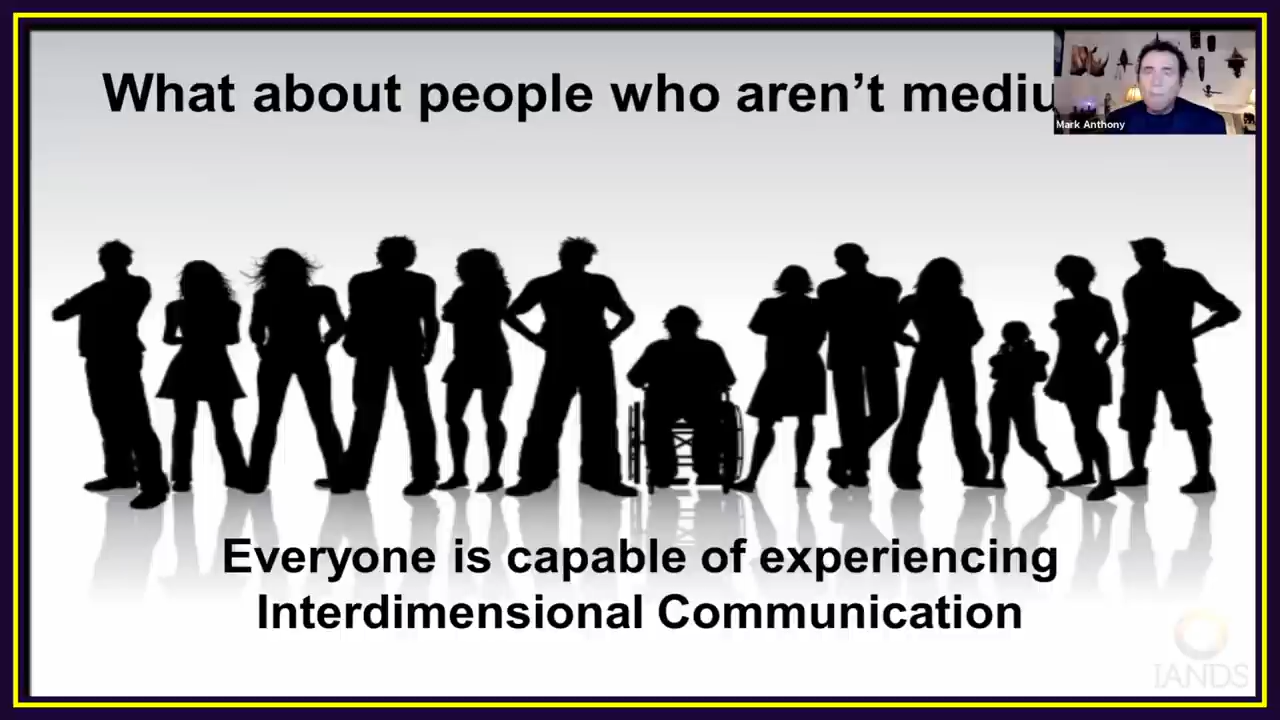 What about people who aren't mediu
Mark Anthony
Everyone is capable of experiencing
Interdimensional Communication
IANDS